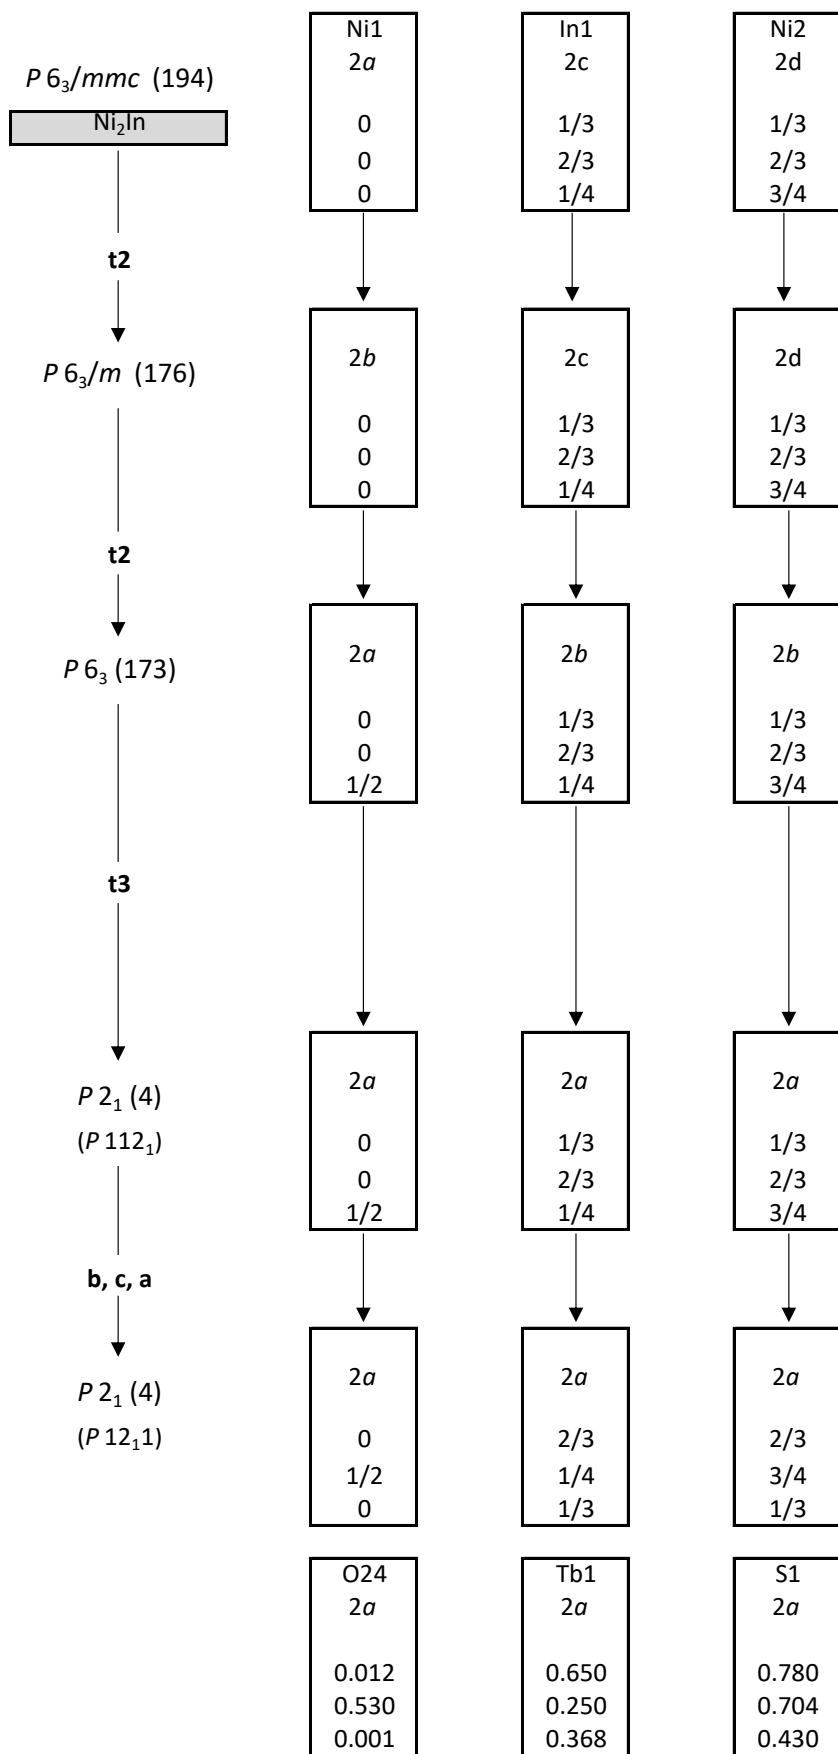 Ni1 In1 Ni2
P 6₃/mmc (194) 2a 2c 2d
Ni₂In 0 1/3 1/3
0 2/3 2/3
0 1/4 3/4
t2
P 6₃/m (176) 2b 2c 2d
0 1/3 1/3
0 2/3 2/3
0 1/4 3/4
t2
P 6₃ (173) 2a 2b 2b
0 1/3 1/3
0 2/3 2/3
1/2 1/4 3/4
t3
P 2₁ (4) 2a 2a 2a
(P 112₁) 0 1/3 1/3
0 2/3 2/3
1/2 1/4 3/4
b, c, a
P 2₁ (4) 2a 2a 2a
(P 12₁1) 0 2/3 2/3
1/2 1/4 3/4
0 1/3 1/3
O24 Tb1 S1
2a 2a 2a
0.012 0.650 0.780
0.530 0.250 0.704
0.001 0.368 0.430